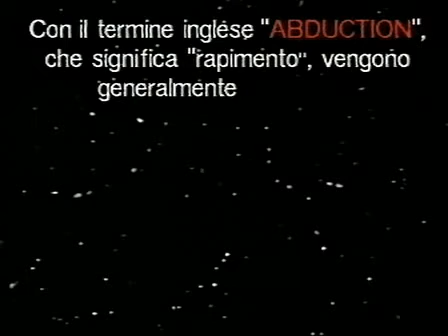 Con il termine inglese "ABDUCTION",
che significa "rapimento", vengono
generalmente